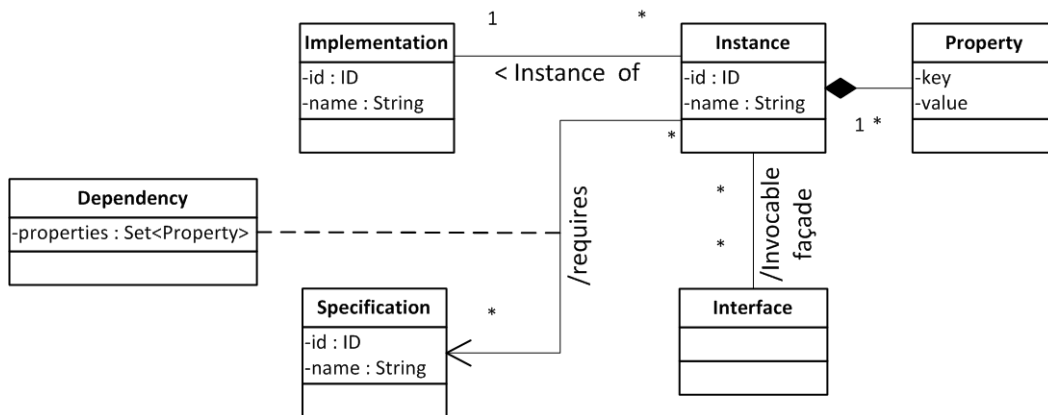 1
*
Implementation
-id : ID
-name : String
< Instance of
Instance
-id : ID
-name : String
Property
-key
-value
1 *
*
Dependency
-properties : Set<Property>
/requires
*
*
/Invocable
façade
Specification
-id : ID
-name : String
*
Interface